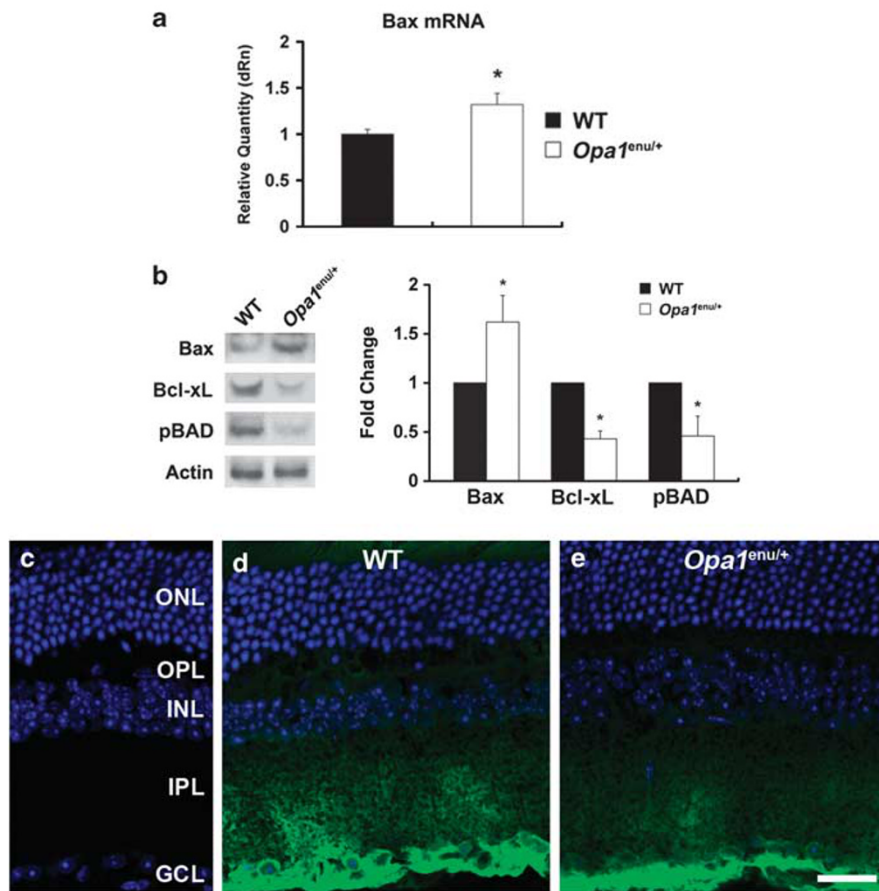 a
Bax mRNA
Relative Quantity (dRn)
2
1.5
1
0.5
0
*
WT
Opa1enu/+
b
WT
Opa1enu/+
Bax
Bcl-xL
pBAD
Actin
Fold Change
2
1.5
1
0.5
0
*
*
*
WT
Opa1enu/+
Bax
Bcl-xL
pBAD
c
ONL
OPL
INL
IPL
GCL
d
WT
e
Opa1enu/+